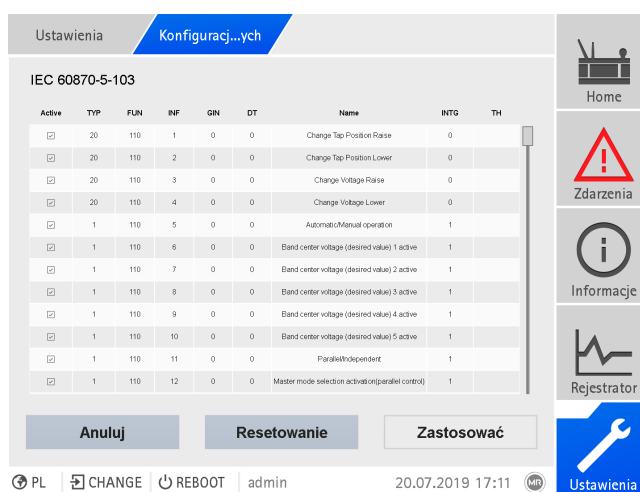 Ustawienia Konfiguracj...ych
IEC 60870-5-103
Active TYP FUN INF GIN DT Name INTG TH
20 110 1 0 0 Change Tap Position Raise 0
20 110 2 0 0 Change Tap Position Lower 0
20 110 3 0 0 Change Voltage Raise 0
20 110 4 0 0 Change Voltage Lower 0
1 110 5 0 0 Automatic/Manual operation 1
1 110 6 0 0 Band center voltage (desired value) 1 active 1
1 110 7 0 0 Band center voltage (desired value) 2 active 1
1 110 8 0 0 Band center voltage (desired value) 3 active 1
1 110 9 0 0 Band center voltage (desired value) 4 active 1
1 110 10 0 0 Band center voltage (desired value) 5 active 1
1 110 11 0 0 Parallel/Independent 1
1 110 12 0 0 Master mode selection activation(parallel control) 1
Anuluj Resetowanie Zastosować
PL CHANGE REBOOT admin 20.07.2019 17:11 MR
Home
Zdarzenia
Informacje
Rejestrator
Ustawienia